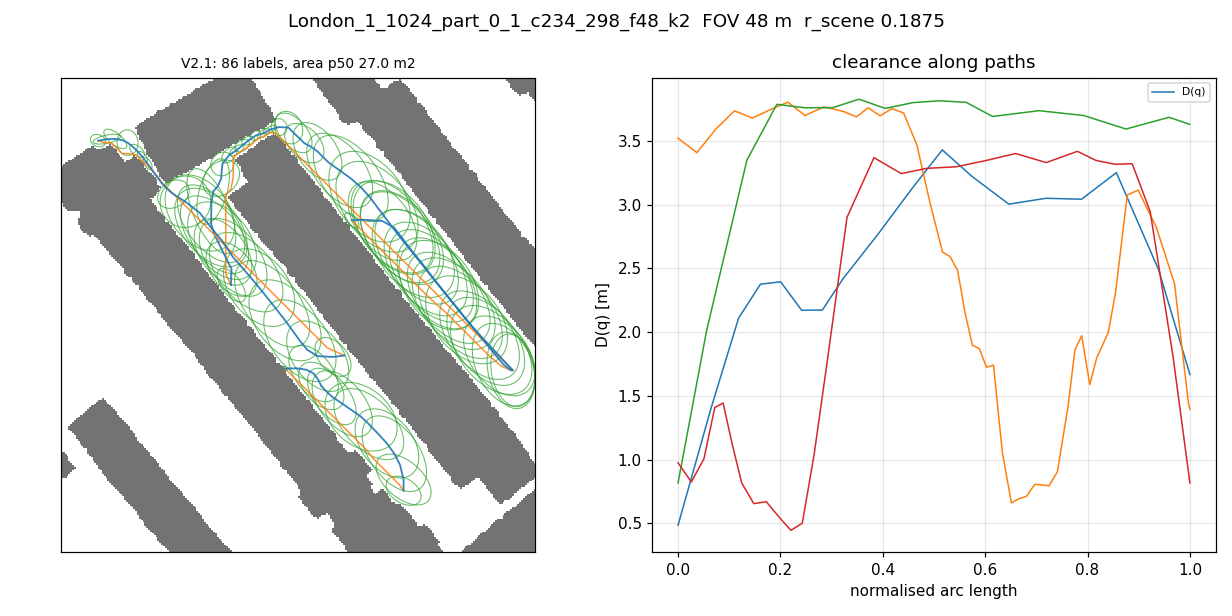 London_1_1024_part_0_1_c234_298_f48_k2  FOV 48 m  r_scene 0.1875
V2.1: 86 labels, area p50 27.0 m2
clearance along paths
D(q)
D(q) [m]
3.5
3.0
2.5
2.0
1.5
1.0
0.5
0.0 0.2 0.4 0.6 0.8 1.0
normalised arc length